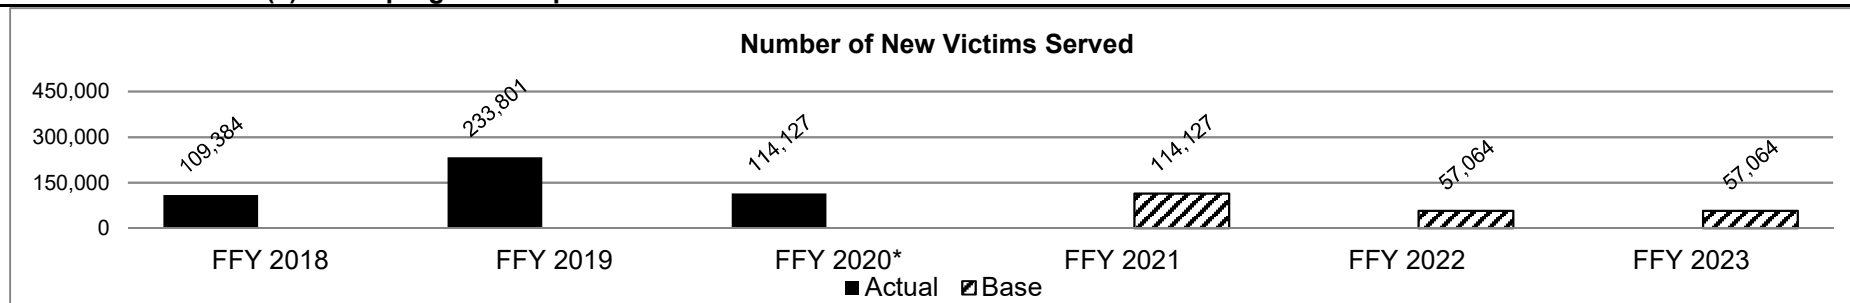 Number of New Victims Served
450,000
300,000
150,000
0
109,384
233,801
114,127
114,127
57,064
57,064
FFY 2018
FFY 2019
FFY 2020*
FFY 2021
FFY 2022
FFY 2023
Actual
Base